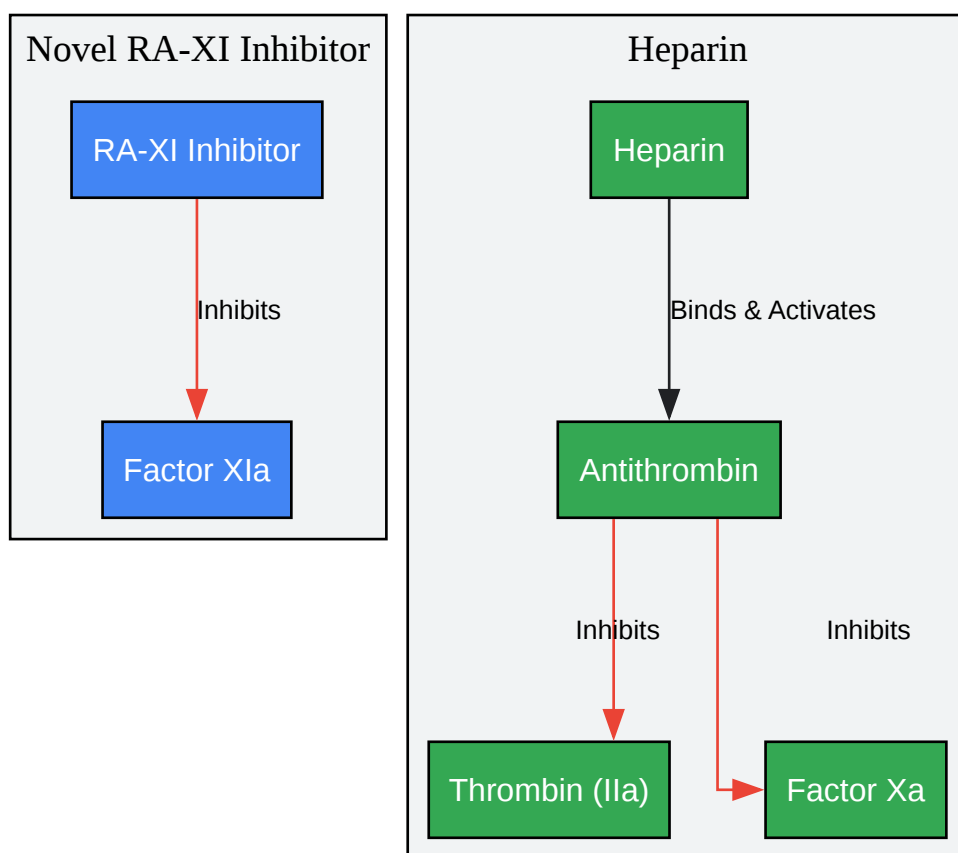 Novel RA-XI Inhibitor
RA-XI Inhibitor
Inhibits
Factor XIa
Heparin
Heparin
Binds & Activates
Antithrombin
Inhibits
Inhibits
Thrombin (IIa)
Factor Xa